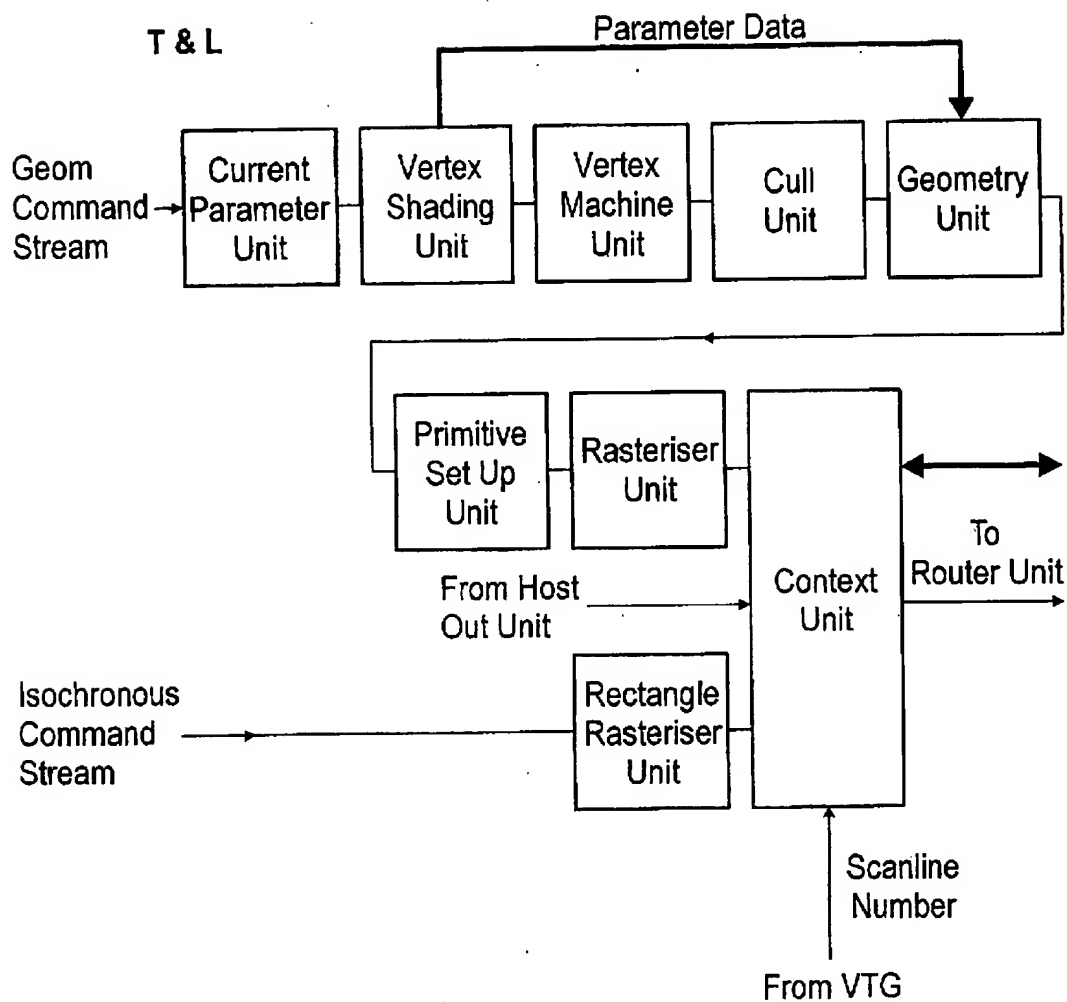 T & L
Parameter Data
Geom
Command
Stream
Current
Parameter
Unit
Vertex
Shading
Unit
Vertex
Machine
Unit
Cull
Unit
Geometry
Unit
Primitive
Set Up
Unit
Rasteriser
Unit
Context
Unit
To
Router Unit
From Host
Out Unit
Isochronous
Command
Stream
Rectangle
Rasteriser
Unit
Scanline
Number
From VTG